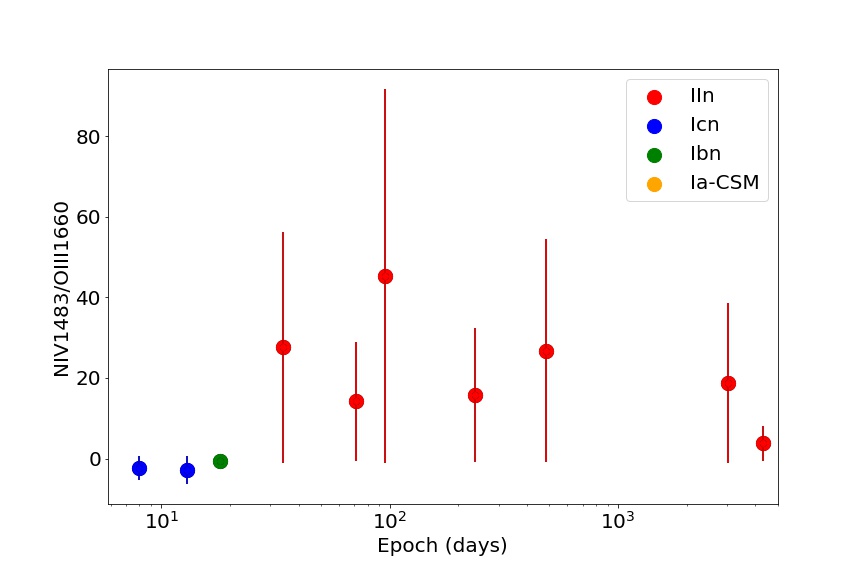 IIn
Icn
Ibn
Ia-CSM
NIV1483/OIII1660
80
60
40
20
0
10¹
10²
10³
Epoch (days)